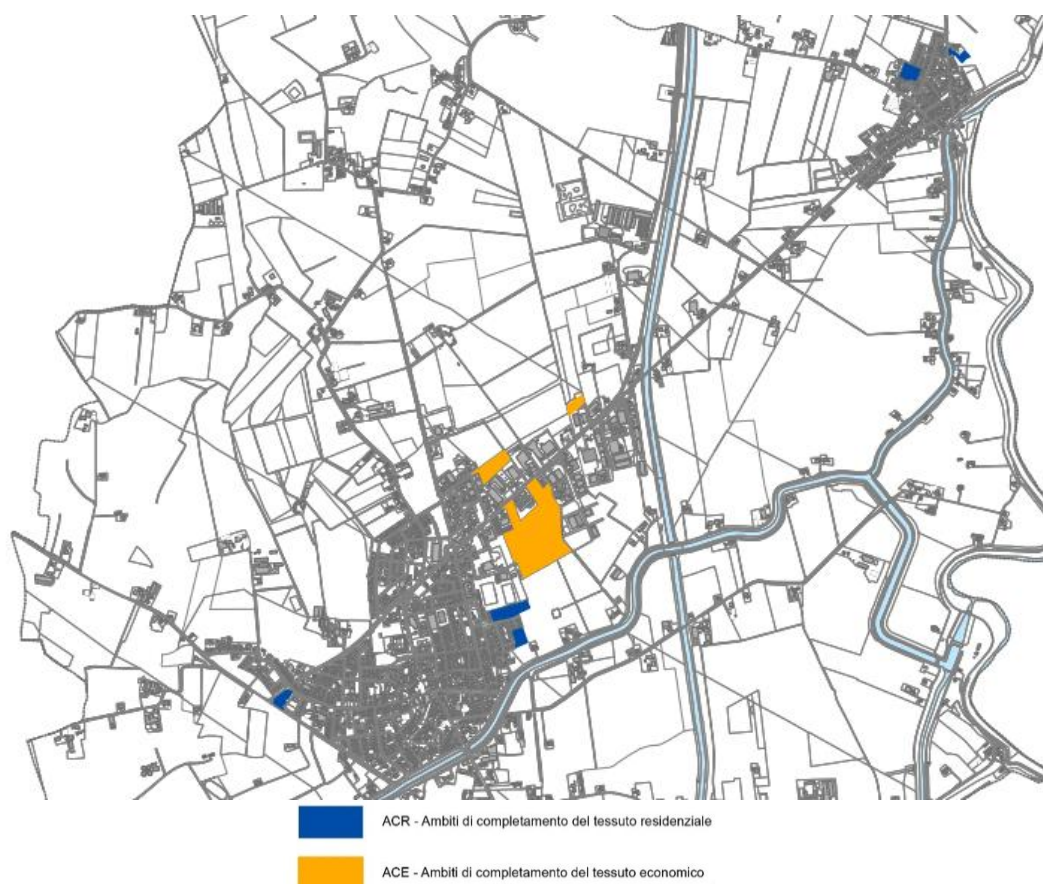 ACR - Ambiti di completamento del tessuto residenziale
ACE - Ambiti di completamento del tessuto economico